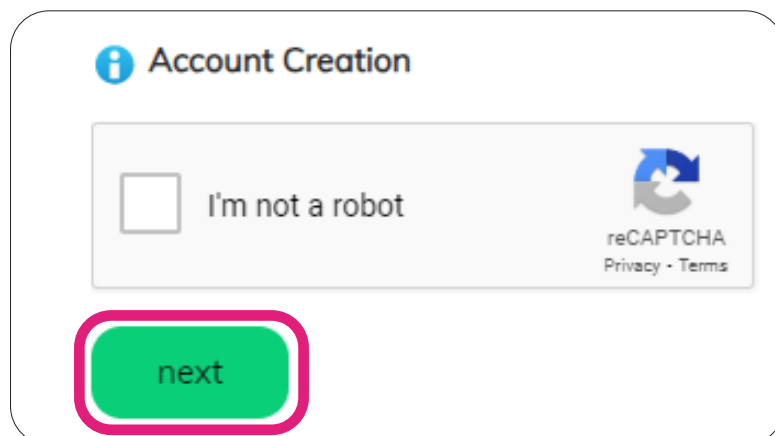 Account Creation
I'm not a robot
reCAPTCHA
Privacy - Terms
next